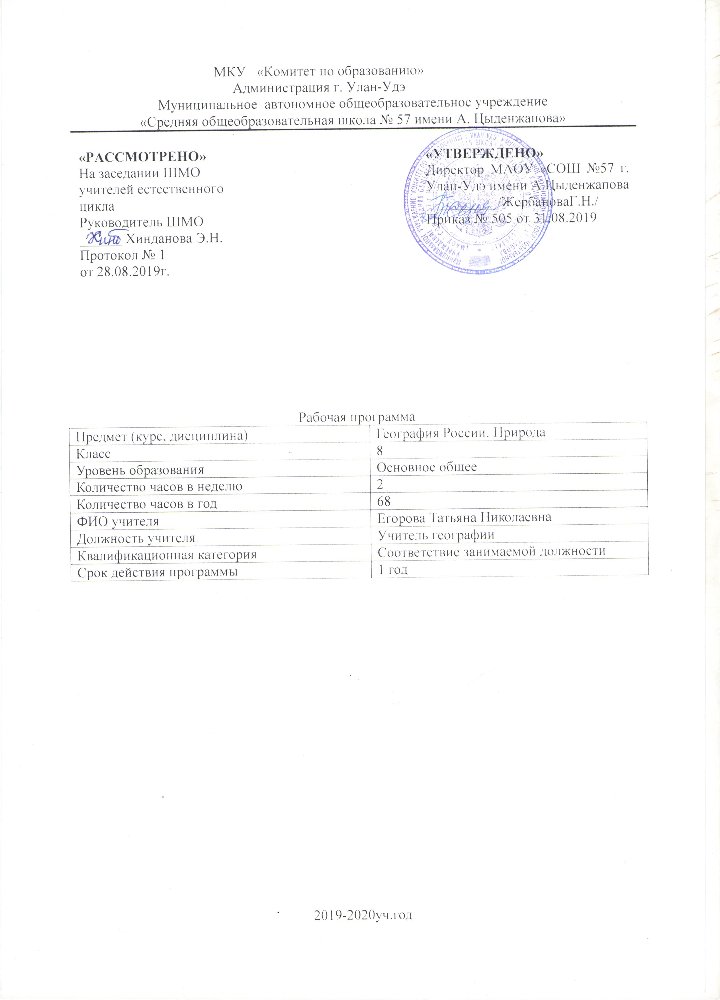 МКУ «Комитет по образованию»
Администрация г. Улан-Удэ
Муниципальное автономное общеобразовательное учреждение
«Средняя общеобразовательная школа № 57 имени А. Цыденжапова»
«РАССМОТРЕНО»
На заседании ШМО
учителей естественного
цикла
Руководитель ШМО
Хинданова Э.Н.
Протокол № 1
от 28.08.2019г.
«УТВЕРЖДЕНО»
Директор МАОУ «СОШ №57 г.
Улан-Удэ имени А.Цыденжапова
/ЖербановаГ.Н./
Приказ № 505 от 31.08.2019
Рабочая программа
Предмет (курс, дисциплина) География России. Природа
Класс 8
Уровень образования Основное общее
Количество часов в неделю 2
Количество часов в год 68
ФИО учителя Егорова Татьяна Николаевна
Должность учителя Учитель географии
Квалификационная категория Соответствие занимаемой должности
Срок действия программы 1 год
2019-2020уч.год